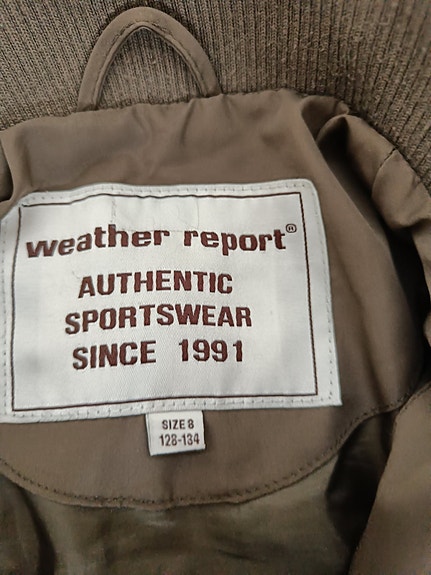 weather report®
AUTHENTIC
SPORTSWEAR
SINCE 1991
SIZE 8
128-134